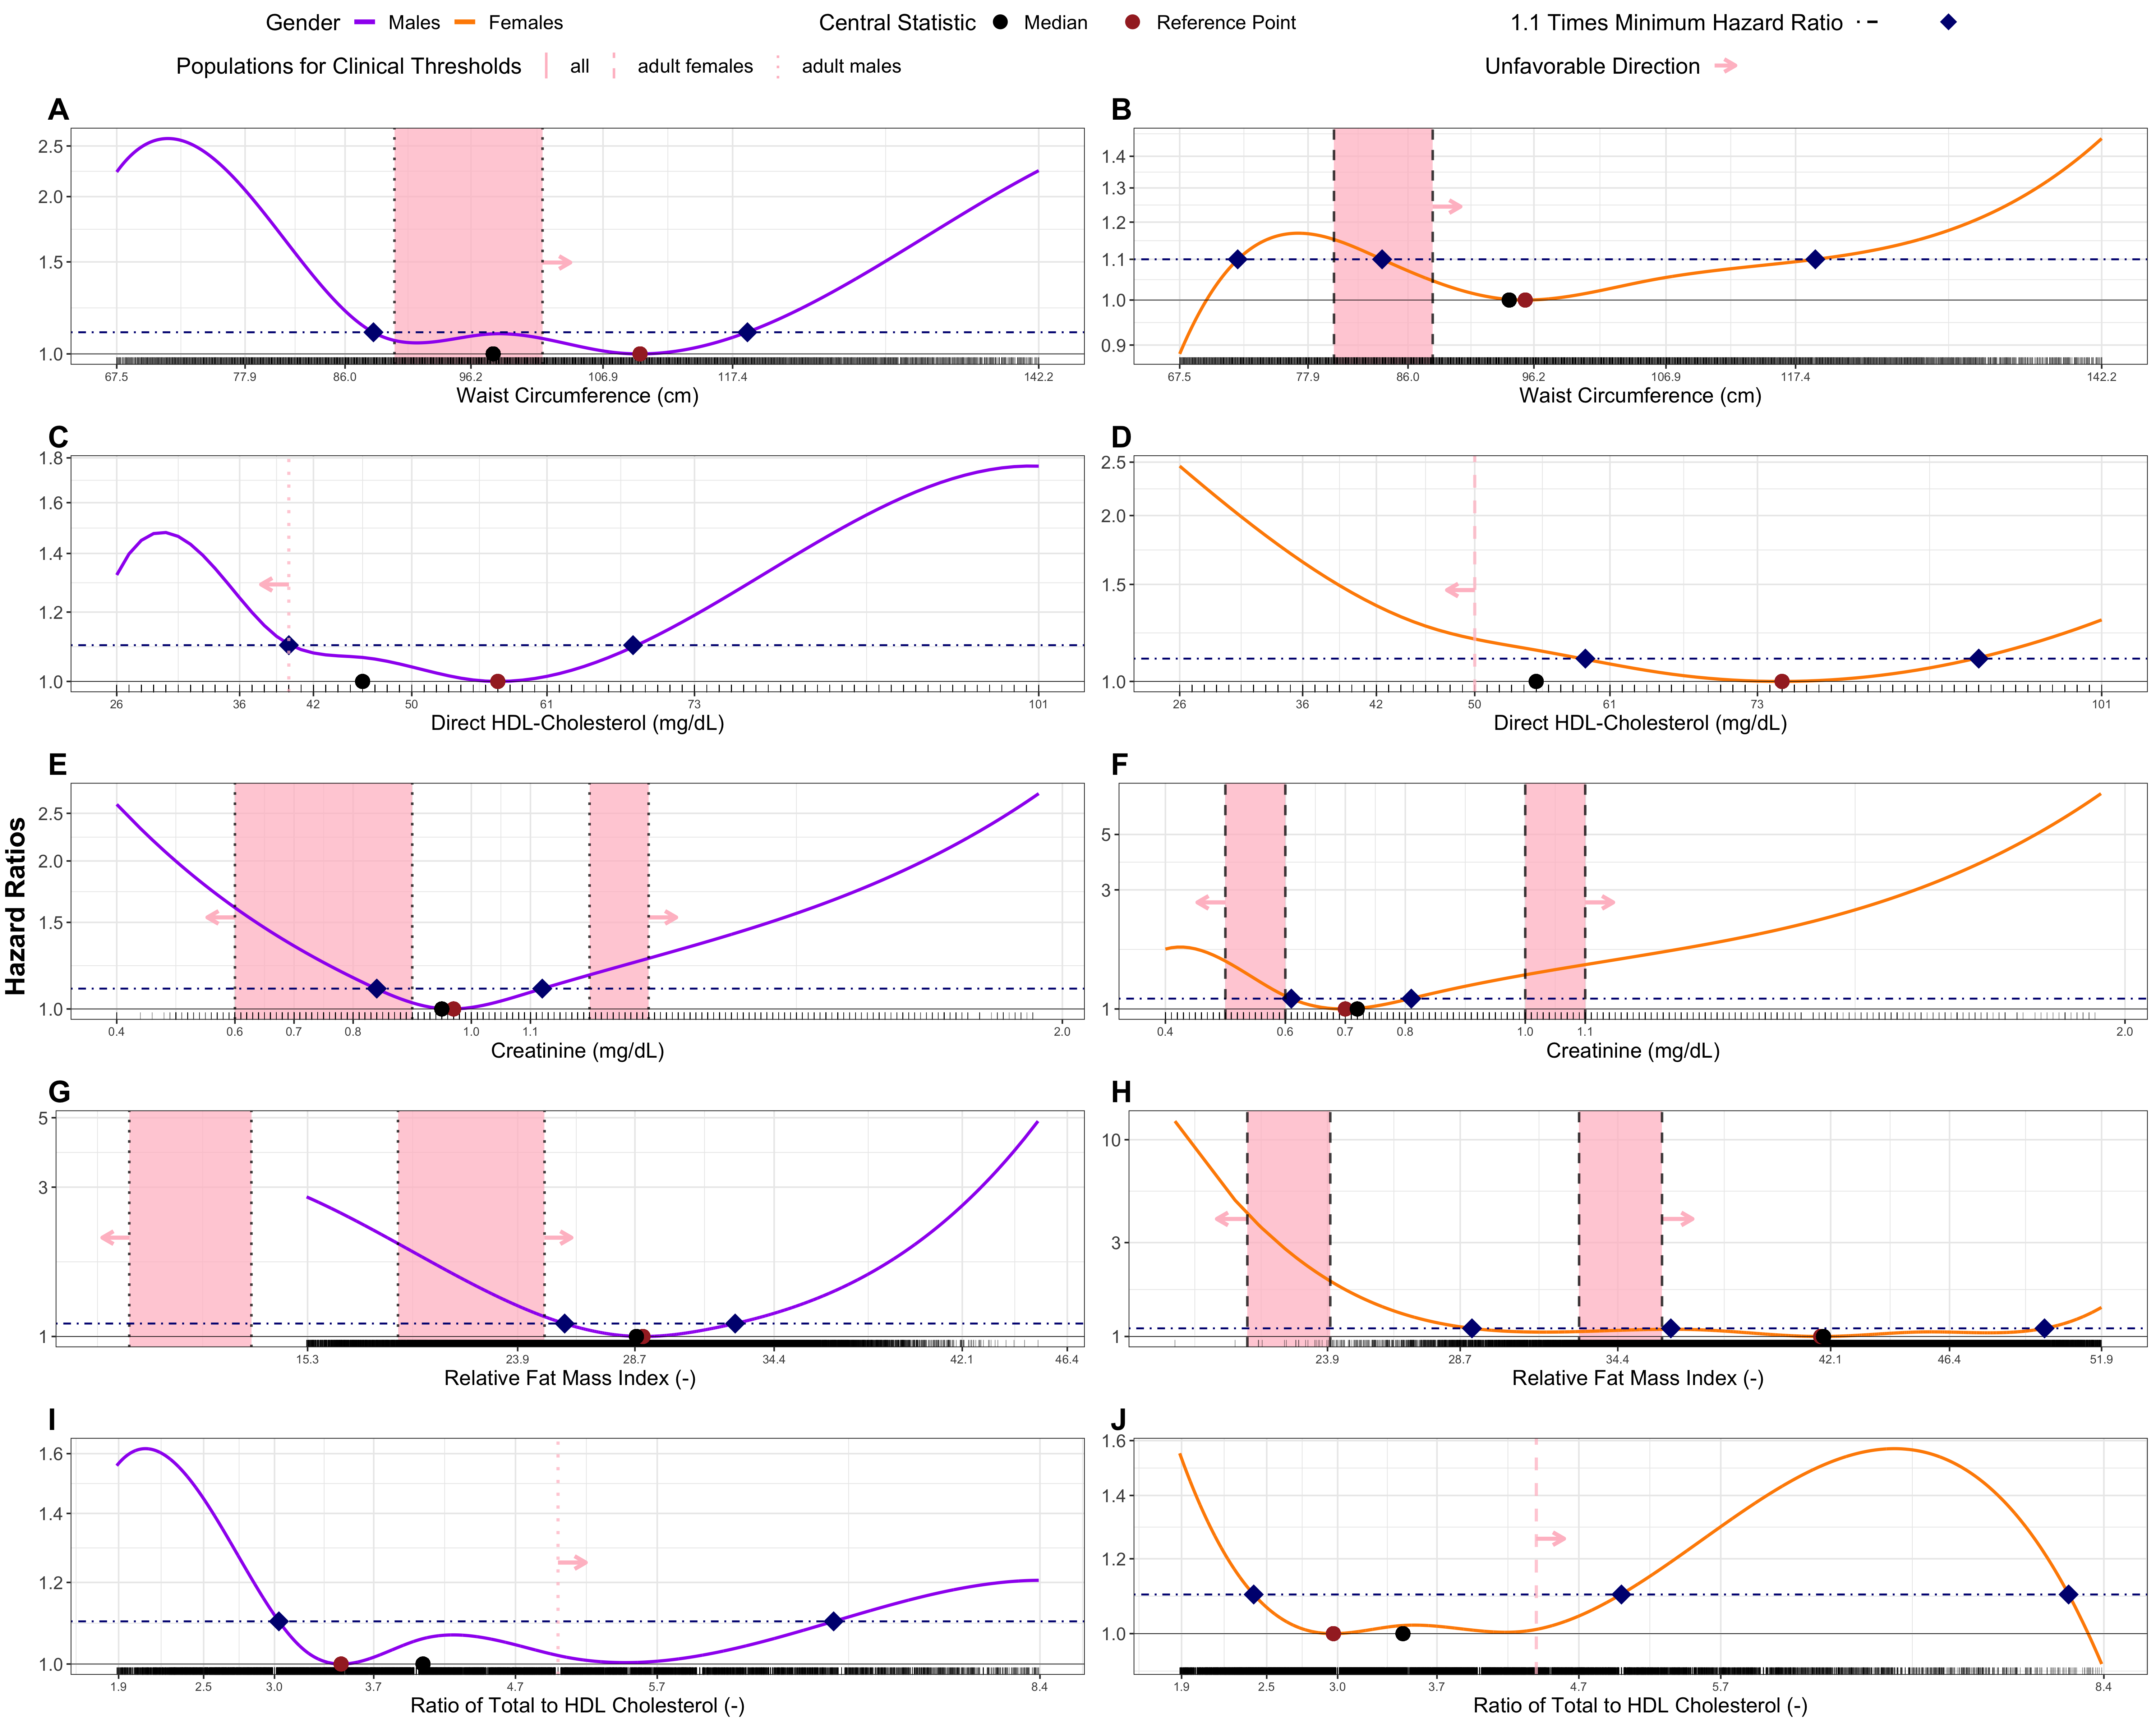 Gender Males Females Central Statistic Median Reference Point 1.1 Times Minimum Hazard Ratio
Populations for Clinical Thresholds all adult females adult males Unfavorable Direction
Hazard Ratios
A
2.5
2.0
1.5
1.0
67.5 77.9 86.0 96.2 106.9 117.4 142.2
Waist Circumference (cm)
B
1.4
1.3
1.2
1.1
1.0
0.9
67.5 77.9 86.0 96.2 106.9 117.4 142.2
Waist Circumference (cm)
C
1.8
1.6
1.4
1.2
1.0
26 36 42 50 61 73 101
Direct HDL-Cholesterol (mg/dL)
D
2.5
2.0
1.5
1.0
26 36 42 50 61 73 101
Direct HDL-Cholesterol (mg/dL)
E
2.5
2.0
1.5
1.0
0.4 0.6 0.7 0.8 1.0 1.1 2.0
Creatinine (mg/dL)
F
5
3
1
0.4 0.6 0.7 0.8 1.0 1.1 2.0
Creatinine (mg/dL)
G
5
3
1
15.3 23.9 28.7 34.4 42.1 46.4
Relative Fat Mass Index (-)
H
10
3
1
23.9 28.7 34.4 42.1 46.4 51.9
Relative Fat Mass Index (-)
I
1.6
1.4
1.2
1.0
1.9 2.5 3.0 3.7 4.7 5.7 8.4
Ratio of Total to HDL Cholesterol (-)
J
1.6
1.4
1.2
1.0
1.9 2.5 3.0 3.7 4.7 5.7 8.4
Ratio of Total to HDL Cholesterol (-)